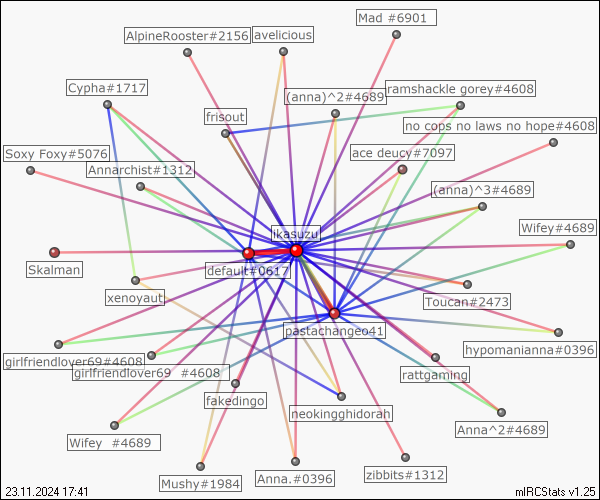 Mad #6901
AlpineRooster#2156
avelicious
Cypha#1717
(anna)^2#4689
ramshackle gorey#4608
frisout
no cops no laws no hope#4608
Soxy Foxy#5076
ace deucy#7097
Annarchist#1312
(anna)^3#4689
Wifey#4689
ikasuzu
Skalman
default#0617
xenoyaut
Toucan#2473
pastachangeo41
girlfriendlover69#4608
girlfriendlover69 #4608
hypomanianna#0396
rattgaming
fakedingo
neokingghidorah
Wifey #4689
Anna^2#4689
Mushy#1984
Anna.#0396
zibbits#1312
23.11.2024 17:41
mIRCStats v1.25